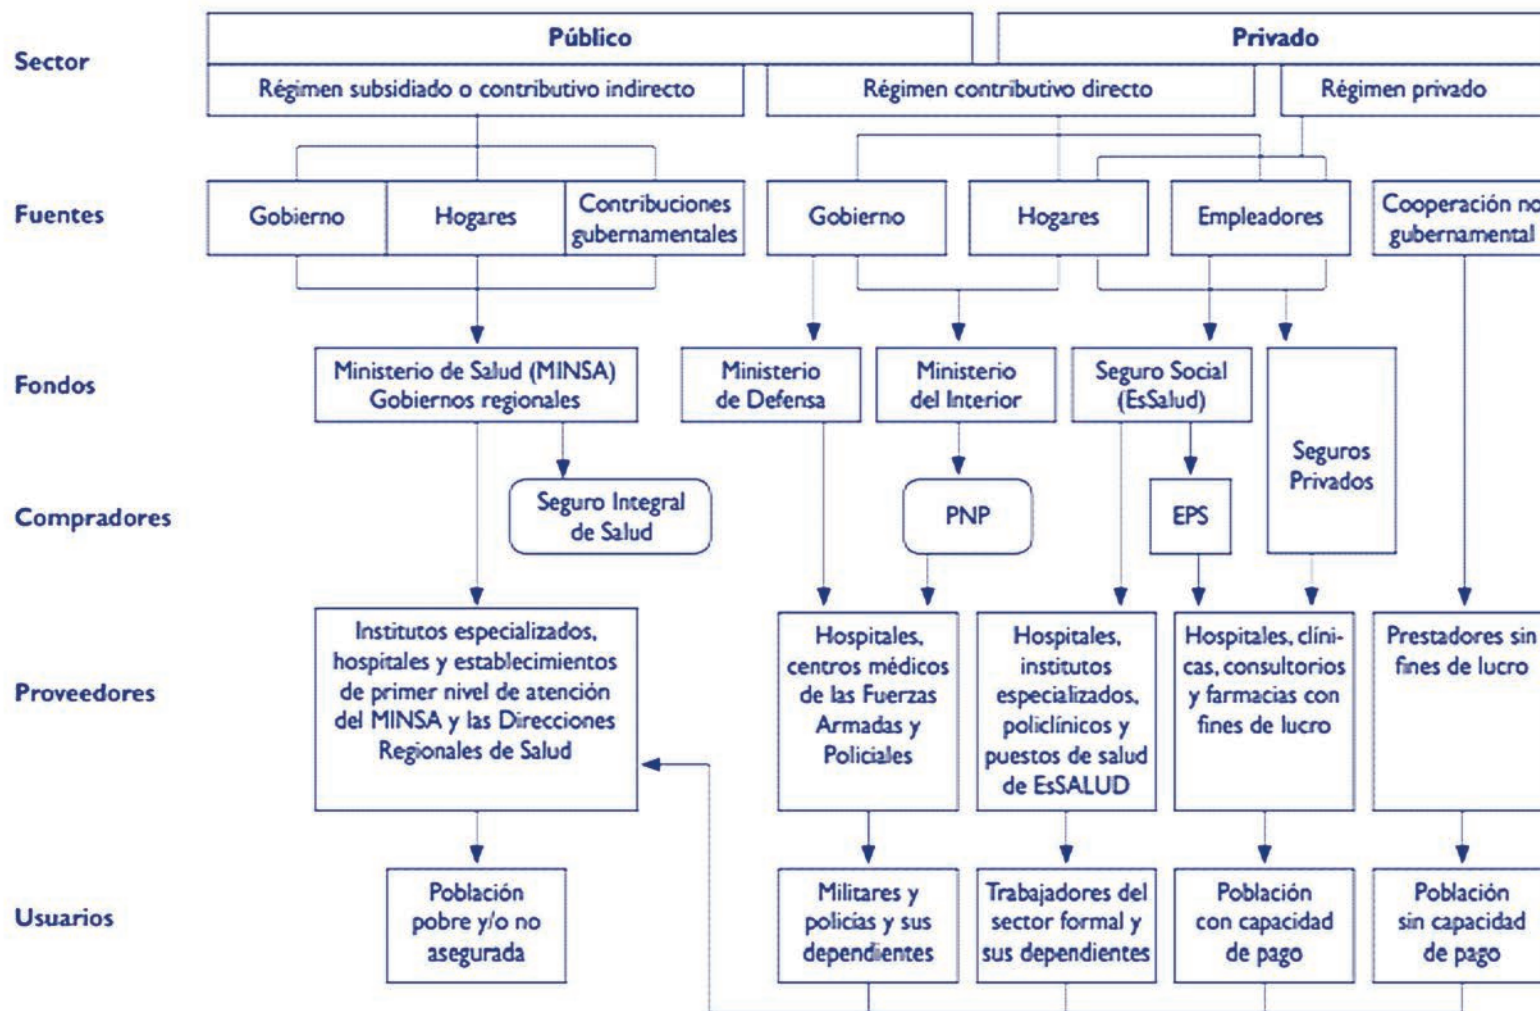 Sector
Público
Privado
Régimen subsidiado o contributivo indirecto
Régimen contributivo directo
Régimen privado
Fuentes
Gobierno
Hogares
Contribuciones
gubernamentales
Gobierno
Hogares
Empleadores
Cooperación no
gubernamental
Fondos
Ministerio de Salud (MINSA)
Gobiernos regionales
Ministerio
de Defensa
Ministerio
del Interior
Seguro Social
(EsSalud)
Seguros
Privados
Compradores
Seguro Integral
de Salud
PNP
EPS
Proveedores
Institutos especializados,
hospitales y establecimientos
de primer nivel de atención
del MINSA y las Direcciones
Regionales de Salud
Hospitales,
centros médicos
de las Fuerzas
Armadas y
Policiales
Hospitales,
institutos
especializados,
policlínicos y
puestos de salud
de EsSALUD
Hospitales, clíni-
cas, consultorios
y farmacias con
fines de lucro
Prestadores sin
fines de lucro
Usuarios
Población
pobre y/o no
asegurada
Militares y
policías y sus
dependientes
Trabajadores del
sector formal y
sus dependientes
Población
con capacidad
de pago
Población
sin capacidad
de pago